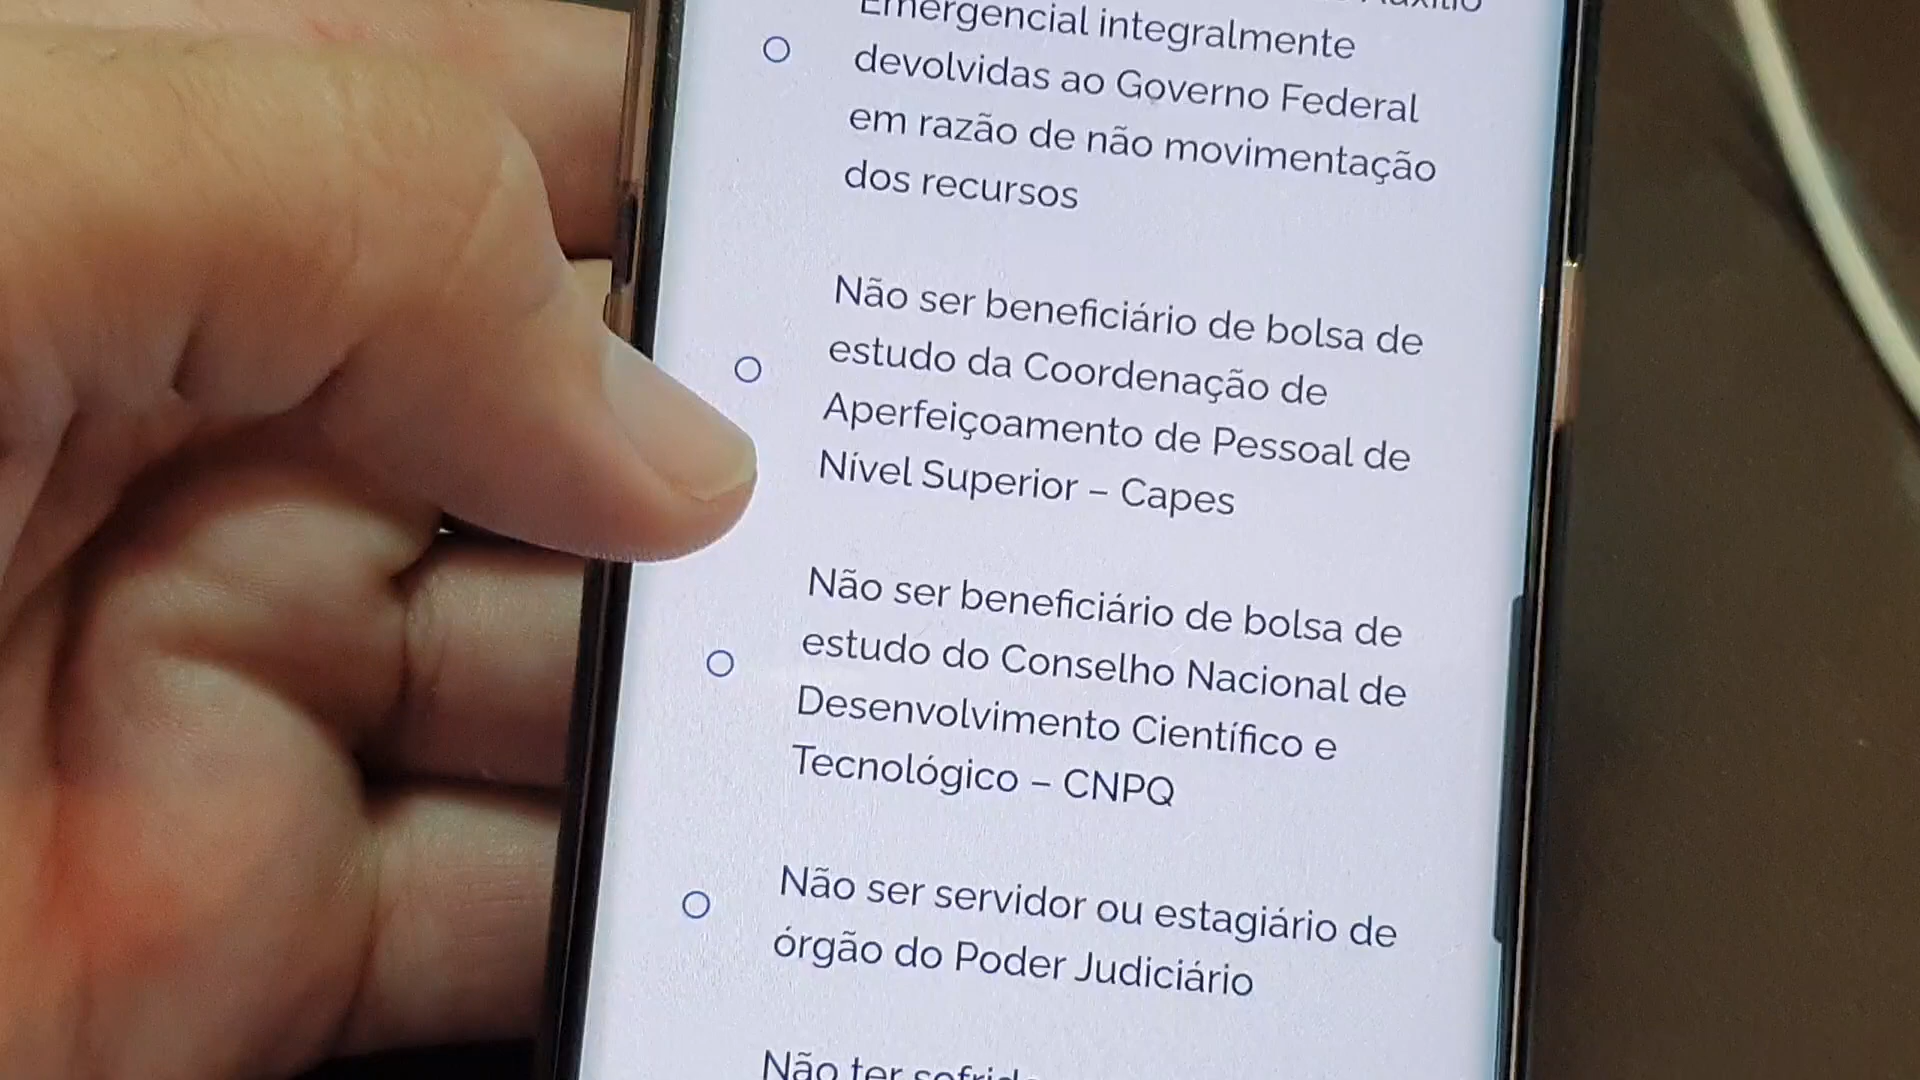 Auxílio
Emergencial integralmente
devolvidas ao Governo Federal
em razão de não movimentação
dos recursos
Não ser beneficiário de bolsa de
estudo da Coordenação de
Aperfeiçoamento de Pessoal de
Nível Superior – Capes
Não ser beneficiário de bolsa de
estudo do Conselho Nacional de
Desenvolvimento Científico e
Tecnológico – CNPQ
Não ser servidor ou estagiário de
órgão do Poder Judiciário
Não ter